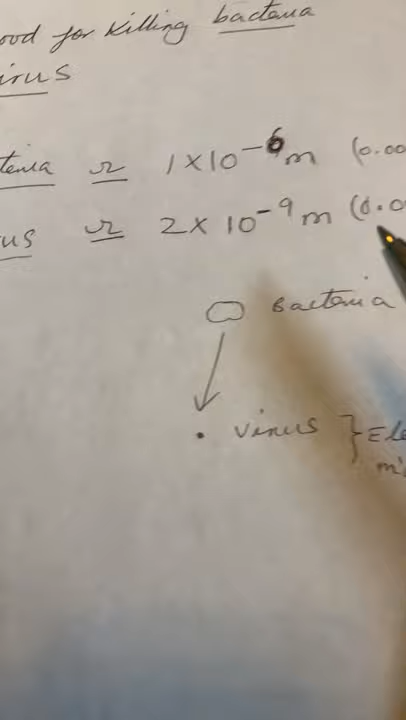 ood for killing bacteria
irus
teria ≃ 1×10⁻⁶m (0.00
us ≃ 2×10⁻⁹m (0.0
Bacteria
virus } Ele
m